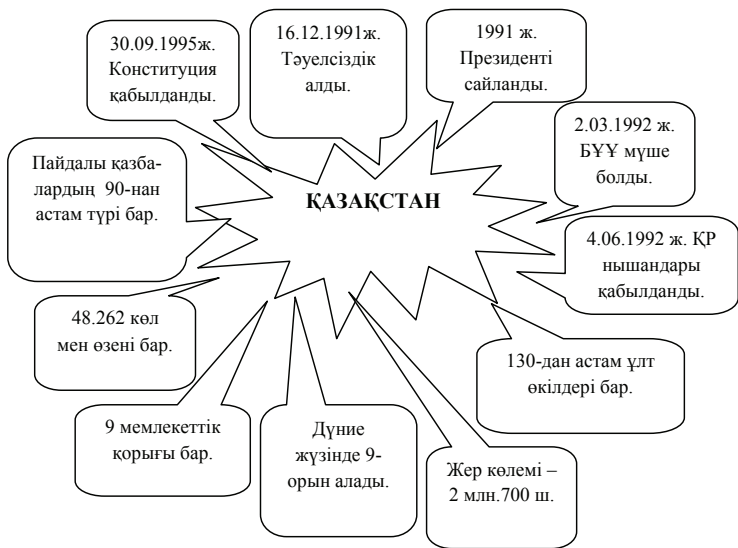 30.09.1995ж.
Конституция
қабылданды.
16.12.1991ж.
Тәуелсіздік
алды.
1991 ж.
Президенті
сайланды.
2.03.1992 ж.
БҰҰ мүше
болды.
Пайдалы қазба-
лардың 90-нан
астам түрі бар.
ҚАЗАҚСТАН
4.06.1992 ж. ҚР
нышандары
қабылданды.
48.262 көл
мен өзені бар.
130-дан астам ұлт
өкілдері бар.
9 мемлекеттік
қорығы бар.
Дүние
жүзінде 9-
орын алады.
Жер көлемі –
2 млн.700 ш.